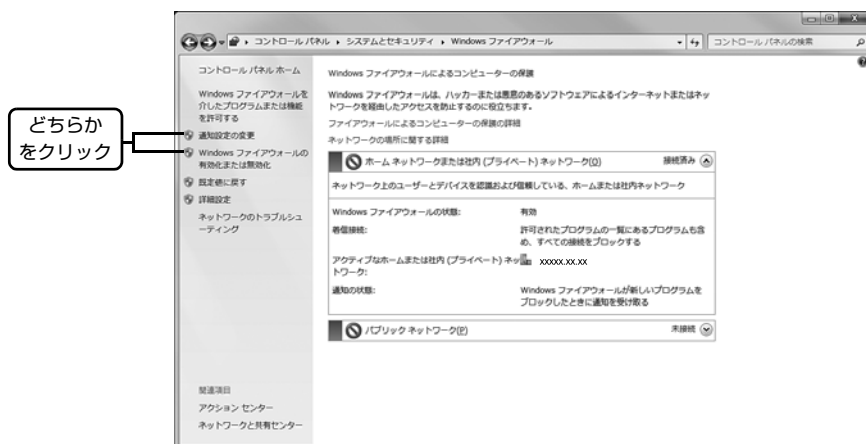 コントロール パネル ▸ システムとセキュリティ ▸ Windows ファイアウォール
コントロール パネルの検索
どちらか
をクリック
コントロール パネル ホーム
Windows ファイアウォールを
介したプログラムまたは機能
を許可する
通知設定の変更
Windows ファイアウォールの
有効化または無効化
既定値に戻す
詳細設定
ネットワークのトラブルシュ
ーティング
関連項目
アクション センター
ネットワークと共有センター
Windows ファイアウォールによるコンピューターの保護
Windows ファイアウォールは、ハッカーまたは悪意のあるソフトウェアによるインターネットまたはネッ
トワークを経由したアクセスを防止するのに役立ちます。
ファイアウォールによるコンピューターの保護の詳細
ネットワークの場所に関する詳細
ホーム ネットワークまたは社内 (プライベート) ネットワーク(O) 接続済み
ネットワーク上のユーザーとデバイスを認識および信頼している、ホームまたは社内ネットワーク
Windows ファイアウォールの状態: 有効
着信接続: 許可されたプログラムの一覧にあるプログラムも含
め、すべての接続をブロックする
アクティブなホームまたは社内 (プライベート) ネッ xxxxx.xx.xx
トワーク:
通知の状態: Windows ファイアウォールが新しいプログラムを
ブロックしたときに通知を受け取る
パブリック ネットワーク(P) 未接続